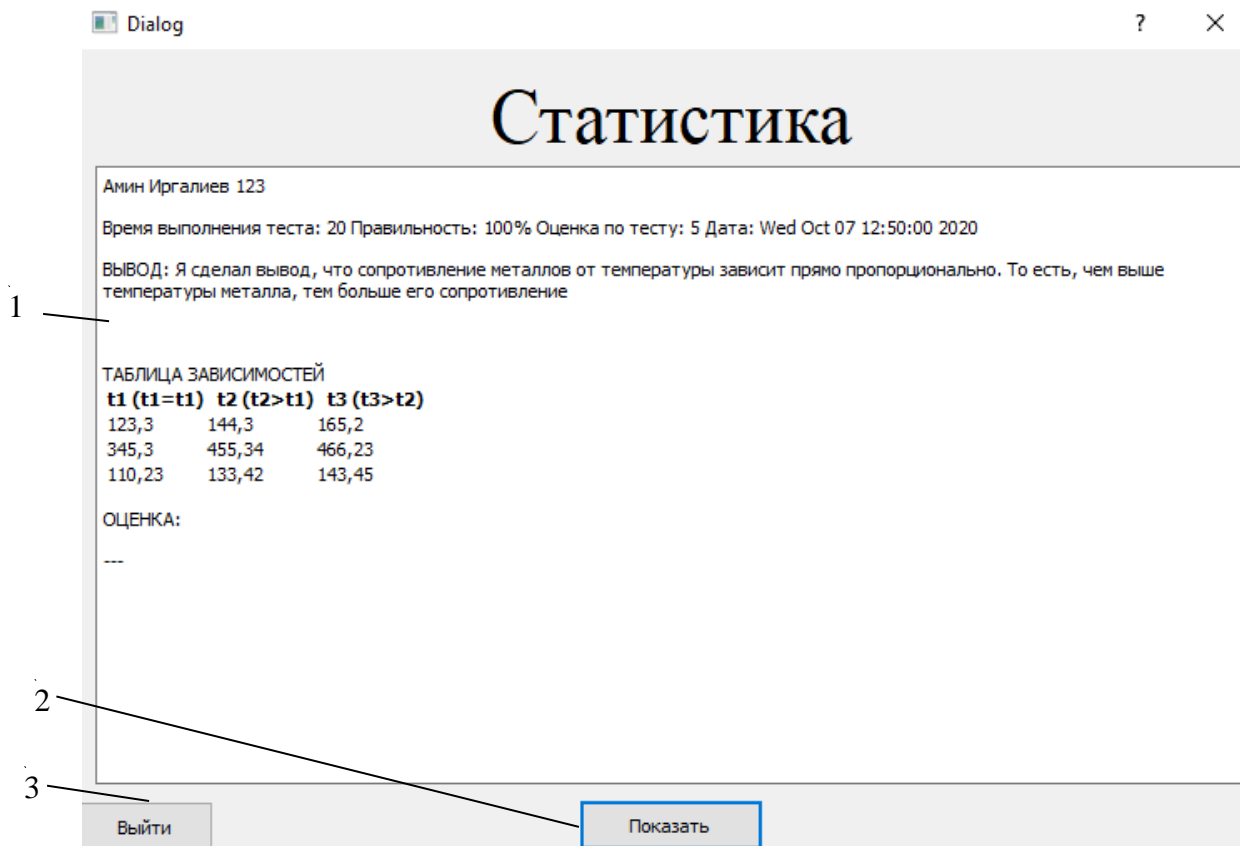 Dialog ?
Статистика
Амин Иргалиев 123
Время выполнения теста: 20 Правильность: 100% Оценка по тесту: 5 Дата: Wed Oct 07 12:50:00 2020
ВЫВОД: Я сделал вывод, что сопротивление металлов от температуры зависит прямо пропорционально. То есть, чем выше
температуры металла, тем больше его сопротивление
1
ТАБЛИЦА ЗАВИСИМОСТЕЙ
t1 (t1=t1) t2 (t2>t1) t3 (t3>t2)
123,3 144,3 165,2
345,3 455,34 466,23
110,23 133,42 143,45
ОЦЕНКА:
---
2
3
Выйти Показать